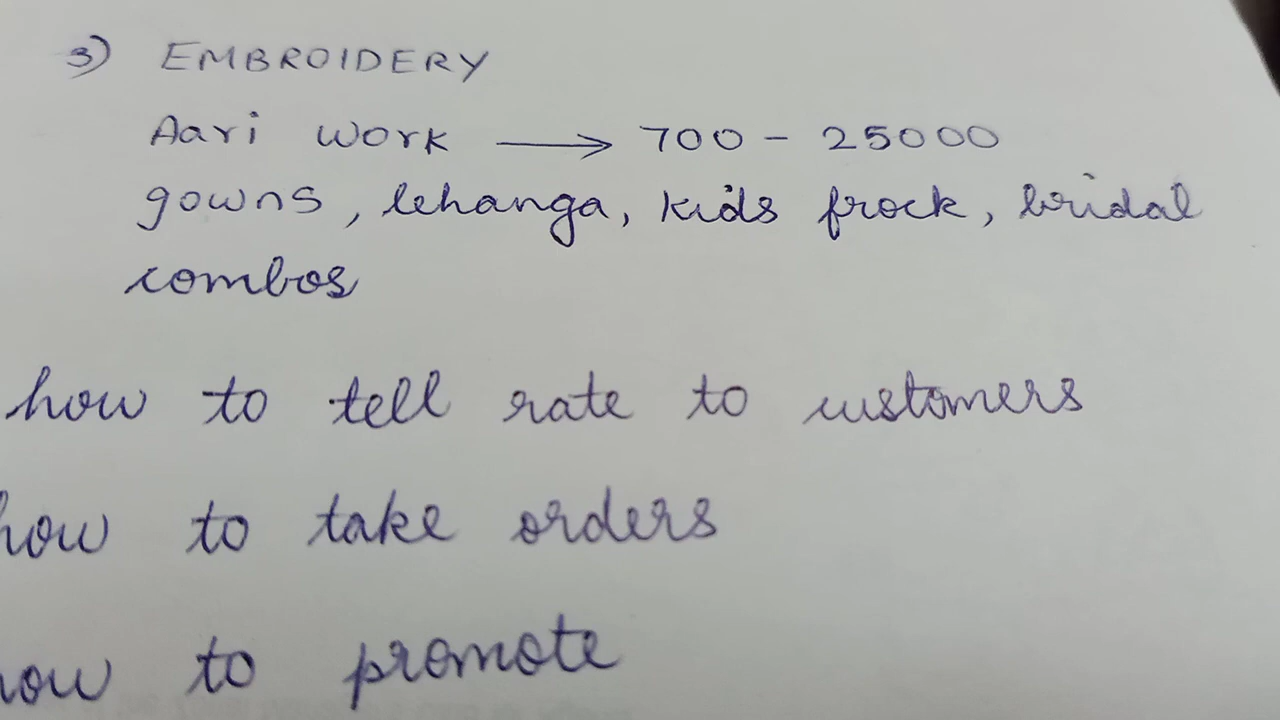 3) EMBROIDERY
Aari work → 700 - 25000
gowns, lehanga, kids frock, bridal
combos
how to tell rate to customers
how to take orders
how to promote